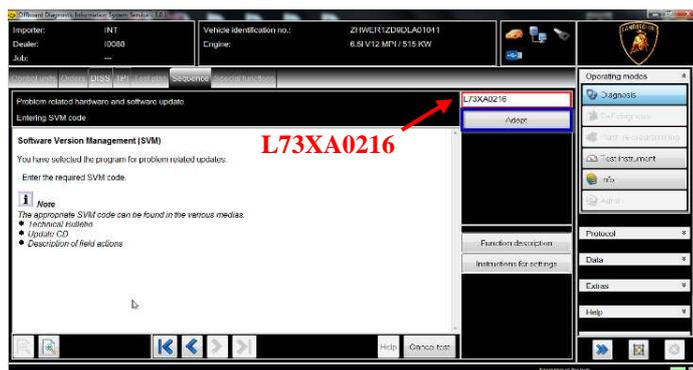 Offboard Diagnostic Information System Service
Importer: INT
Dealer: 10088
Job: ---
Vehicle identification no.: ZHWER1ZD9DLA01041
Engine: 6.5l V12 MPI / 515 KW
LAMBORGHINI
Control units Orders DISS TPI Test plan Sequence Special functions
Problem related hardware and software update
Entering SVM code
L73XA0216
Adopt
L73XA0216
Software Version Management (SVM)
You have selected the program for problem related updates.
- Enter the required SVM code.
i Note
The appropriate SVM code can be found in the various medias.
● Technical Bulletin
● Update CD
● Description of field actions
Function description
Instructions for settings
Help
Cancel test
Operating modes
Diagnosis
Test instrument
Info
Admin
Protocol
Data
Extras
Help